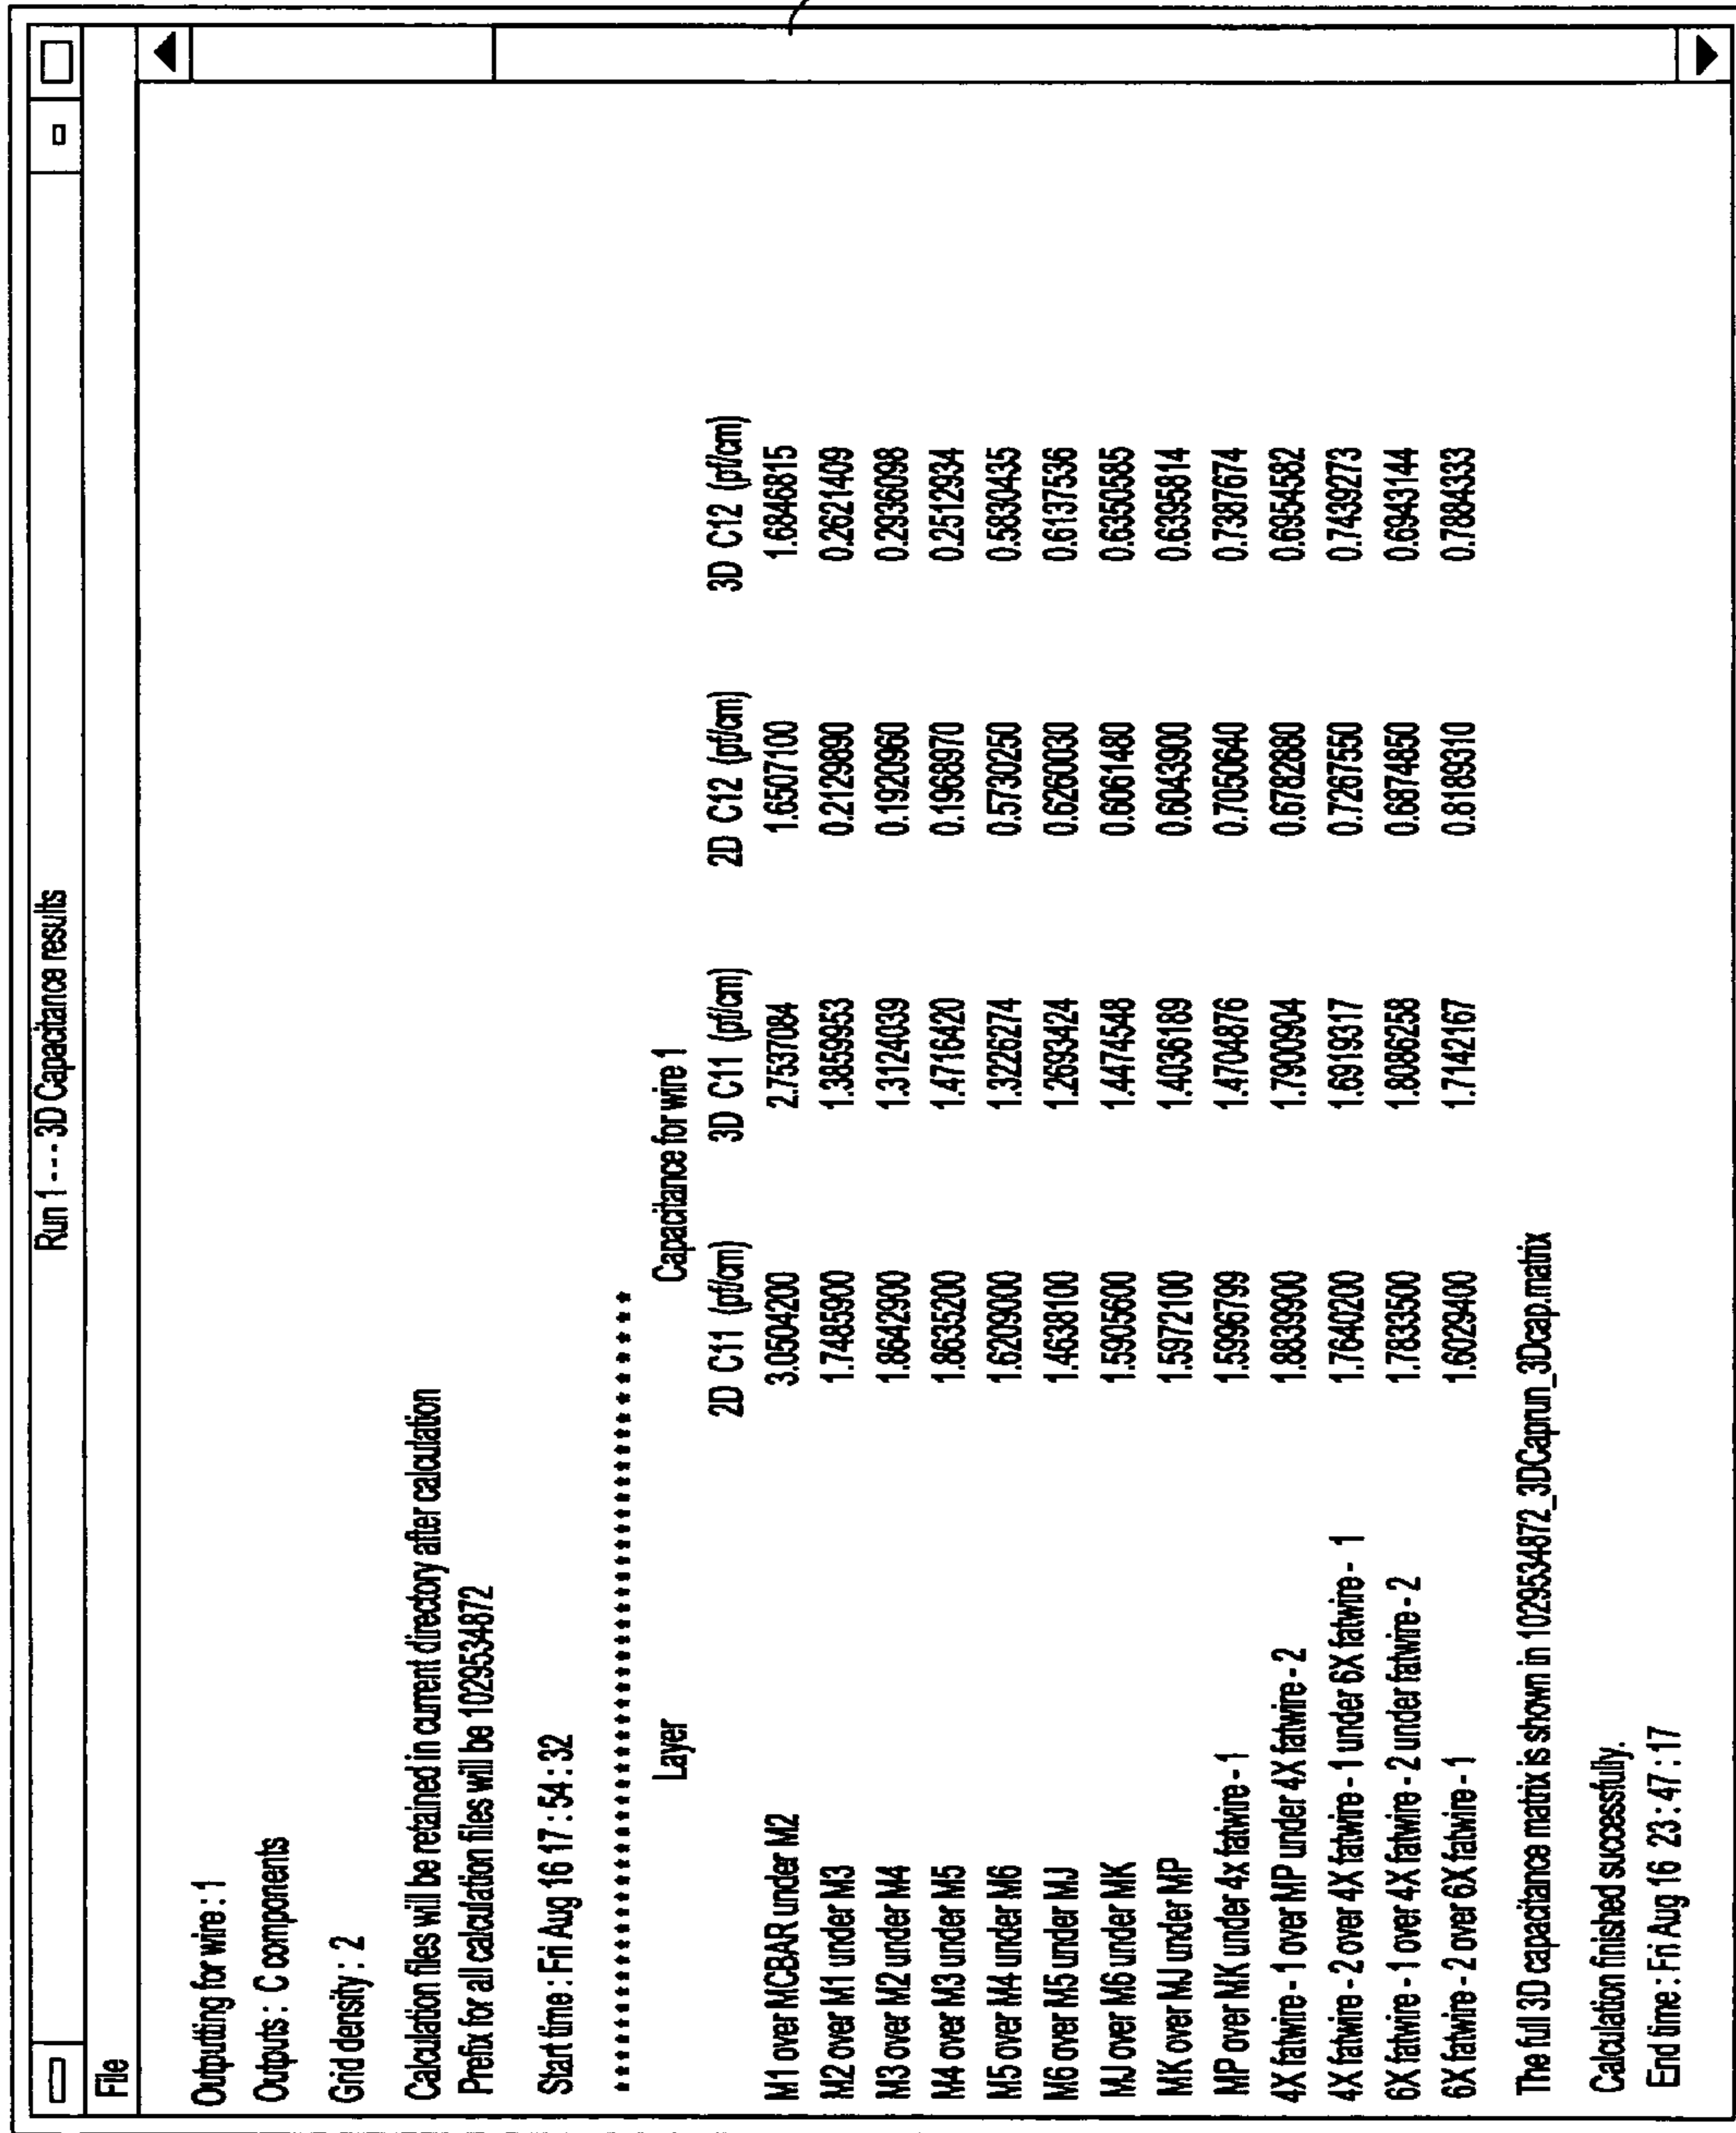 Run 1 --- 3D Capacitance results
File
Outputting for wire : 1
Outputs : C components
Grid density : 2
Calculation files will be retained in current directory after calculation
Prefix for all calculation files will be 1029534872
Start time : Fri Aug 16 17 : 54 : 32
************************************
Layer Capacitance for wire 1
2D C11 (pf/cm) 3D C11 (pf/cm) 2D C12 (pf/cm) 3D C12 (pf/cm)
M1 over MCBAR under M2 3.0504200 2.7537084 1.6507100 1.6846815
M2 over M1 under M3 1.7485900 1.3859953 0.2129890 0.2621409
M3 over M2 under M4 1.8642900 1.3124039 0.1920960 0.2936098
M4 over M3 under M5 1.8635200 1.4716420 0.1968970 0.2512934
M5 over M4 under M6 1.6209000 1.3226274 0.5730250 0.5830435
M6 over M5 under MJ 1.4638100 1.2693424 0.6260030 0.6137536
MJ over M6 under MK 1.5905600 1.4474548 0.6061480 0.6350585
MK over MJ under MP 1.5972100 1.4036189 0.6043900 0.6395814
MP over MK under 4x fatwire - 1 1.5996799 1.4704876 0.7050640 0.7387674
4X fatwire - 1 over MP under 4X fatwire - 2 1.8839900 1.7900904 0.6782880 0.6954582
4X fatwire - 2 over 4X fatwire - 1 under 6X fatwire - 1 1.7640200 1.6919317 0.7267550 0.7439273
6X fatwire - 1 over 4X fatwire - 2 under fatwire - 2 1.7833500 1.8086258 0.6874850 0.6943144
6X fatwire - 2 over 6X fatwire - 1 1.6029400 1.7142167 0.8189310 0.7884333
The full 3D capacitance matrix is shown in 1029534872_3DCaprun_3Dcap.matrix
Calculation finished successfully.
End time : Fri Aug 16 23 : 47 : 17